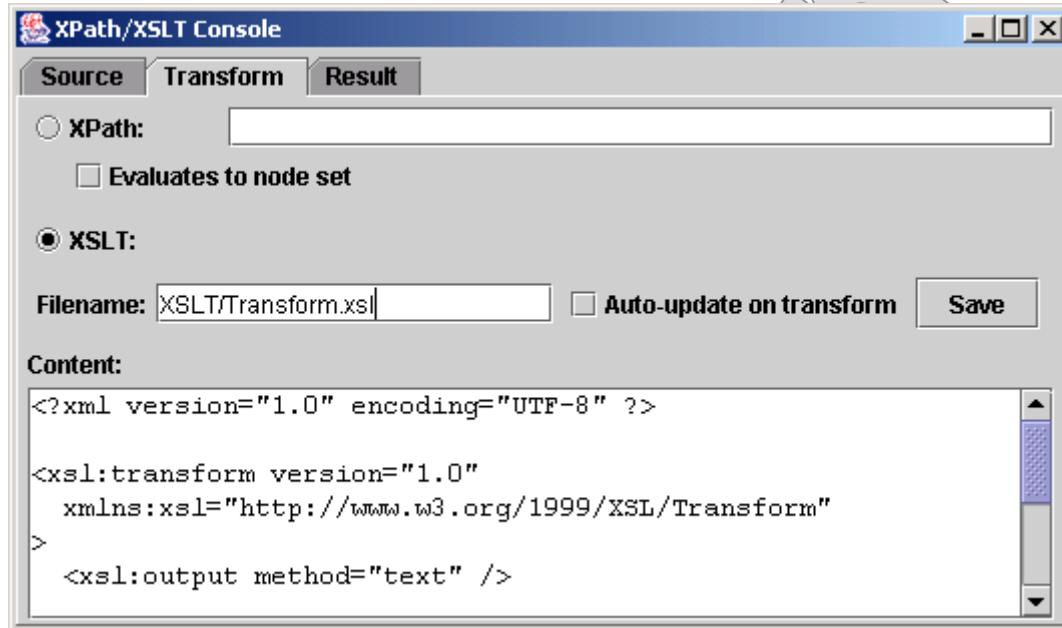 XPath/XSLT Console
Source Transform Result
XPath:
Evaluates to node set
XSLT:
Filename: XSLT/Transform.xsl Auto-update on transform Save
Content:
<?xml version="1.0" encoding="UTF-8" ?>
<xsl:transform version="1.0"
xmlns:xsl="http://www.w3.org/1999/XSL/Transform"
>
<xsl:output method="text" />